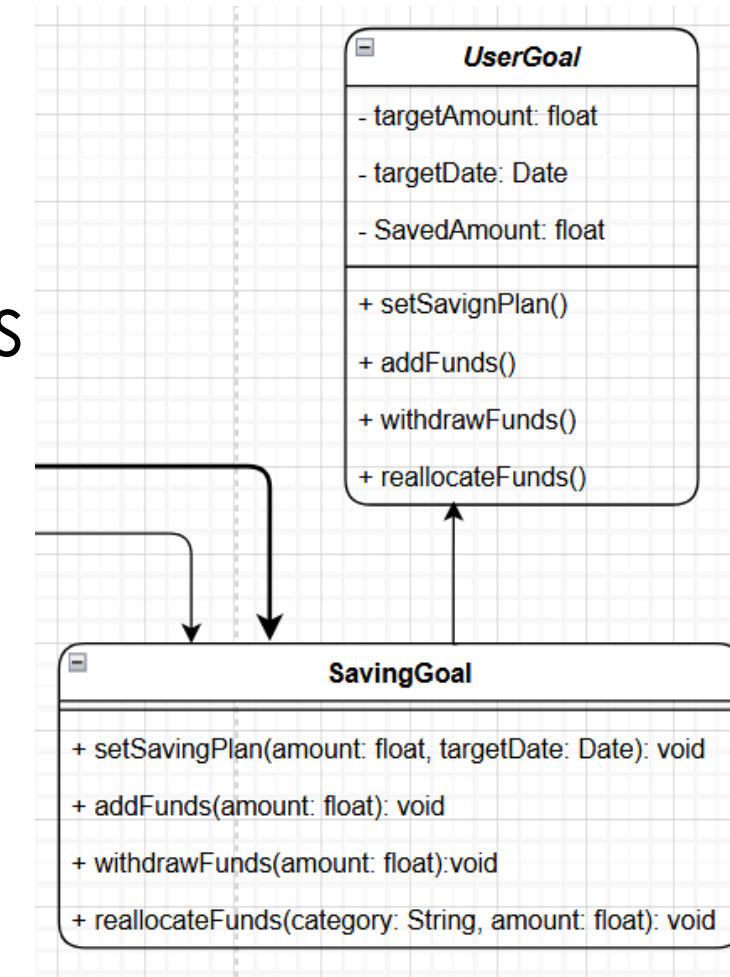 UserGoal
- targetAmount: float
- targetDate: Date
- SavedAmount: float
+ setSavignPlan()
+ addFunds()
+ withdrawFunds()
+ reallocateFunds()
s
SavingGoal
+ setSavingPlan(amount: float, targetDate: Date): void
+ addFunds(amount: float): void
+ withdrawFunds(amount: float):void
+ reallocateFunds(category: String, amount: float): void